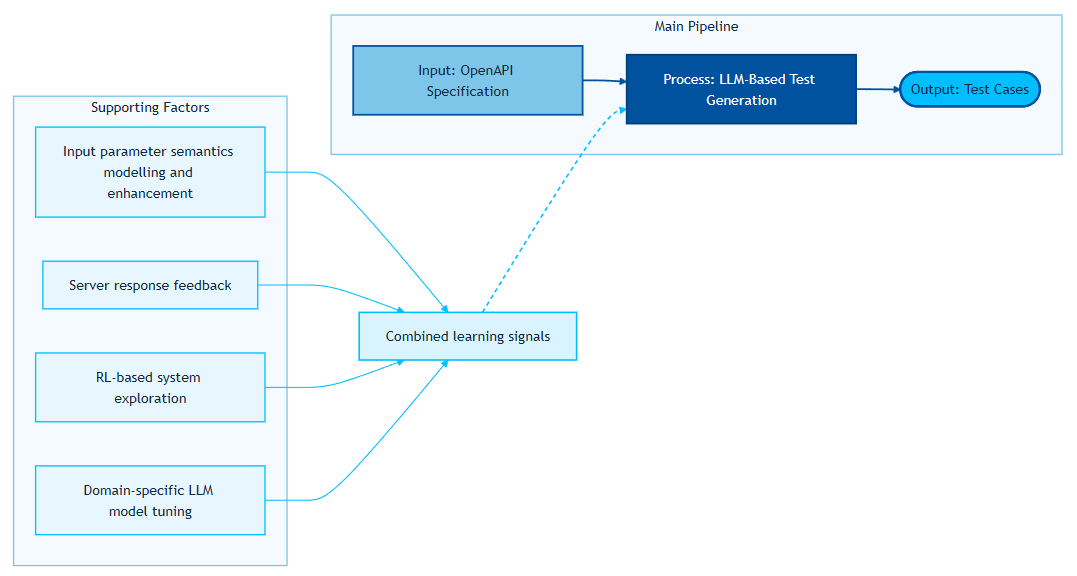 Main Pipeline
Input: OpenAPI
Specification
Process: LLM-Based Test
Generation
Output: Test Cases
Supporting Factors
Input parameter semantics
modelling and
enhancement
Server response feedback
Combined learning signals
RL-based system
exploration
Domain-specific LLM
model tuning